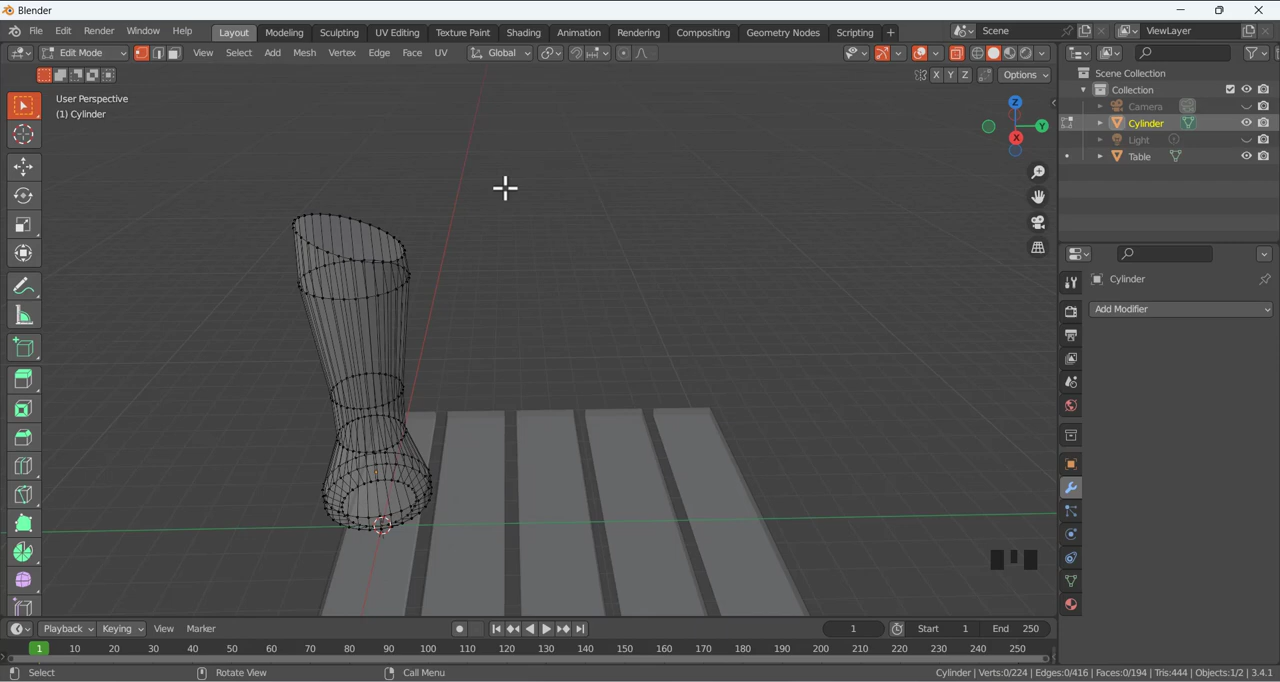 Blender
File Edit Render Window Help Layout Modeling Sculpting UV Editing Texture Paint Shading Animation Rendering Compositing Geometry Nodes Scripting + Scene ViewLayer
Edit Mode View Select Add Mesh Vertex Edge Face UV Global
X Y Z Options
User Perspective
(1) Cylinder
Z
Y
X
Scene Collection
Collection
Camera
Cylinder
Light
Table
Cylinder
Add Modifier
Playback Keying View Marker 1 Start 1 End 250
1 10 20 30 40 50 60 70 80 90 100 110 120 130 140 150 160 170 180 190 200 210 220 230 240 250
Select Rotate View Call Menu Cylinder | Verts:0/224 | Edges:0/416 | Faces:0/194 | Tris:444 | Objects:1/2 | 3.4.1